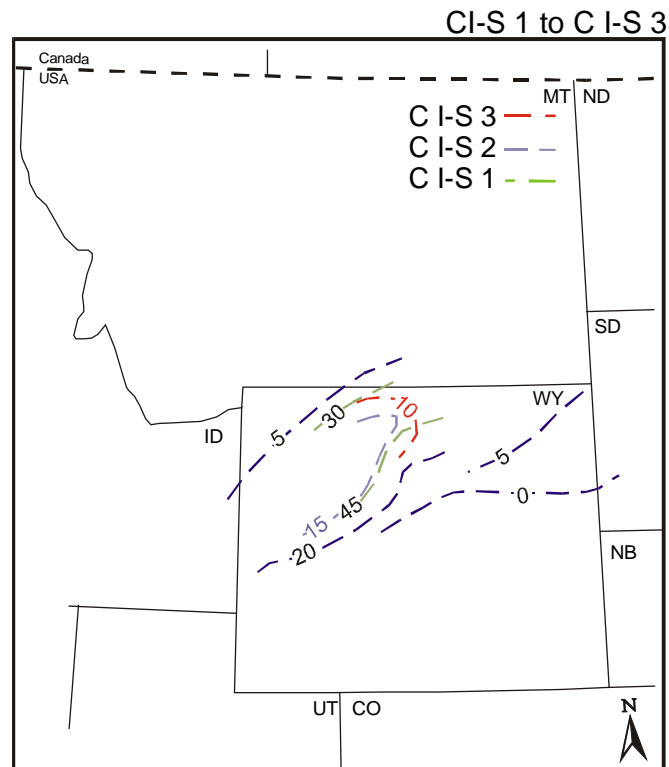 CI-S 1 to C I-S 3
Canada
USA
MT ND
C I-S 3
C I-S 2
C I-S 1
SD
WY
10
30
ID
5
5
0
45
15
20
NB
UT CO
N